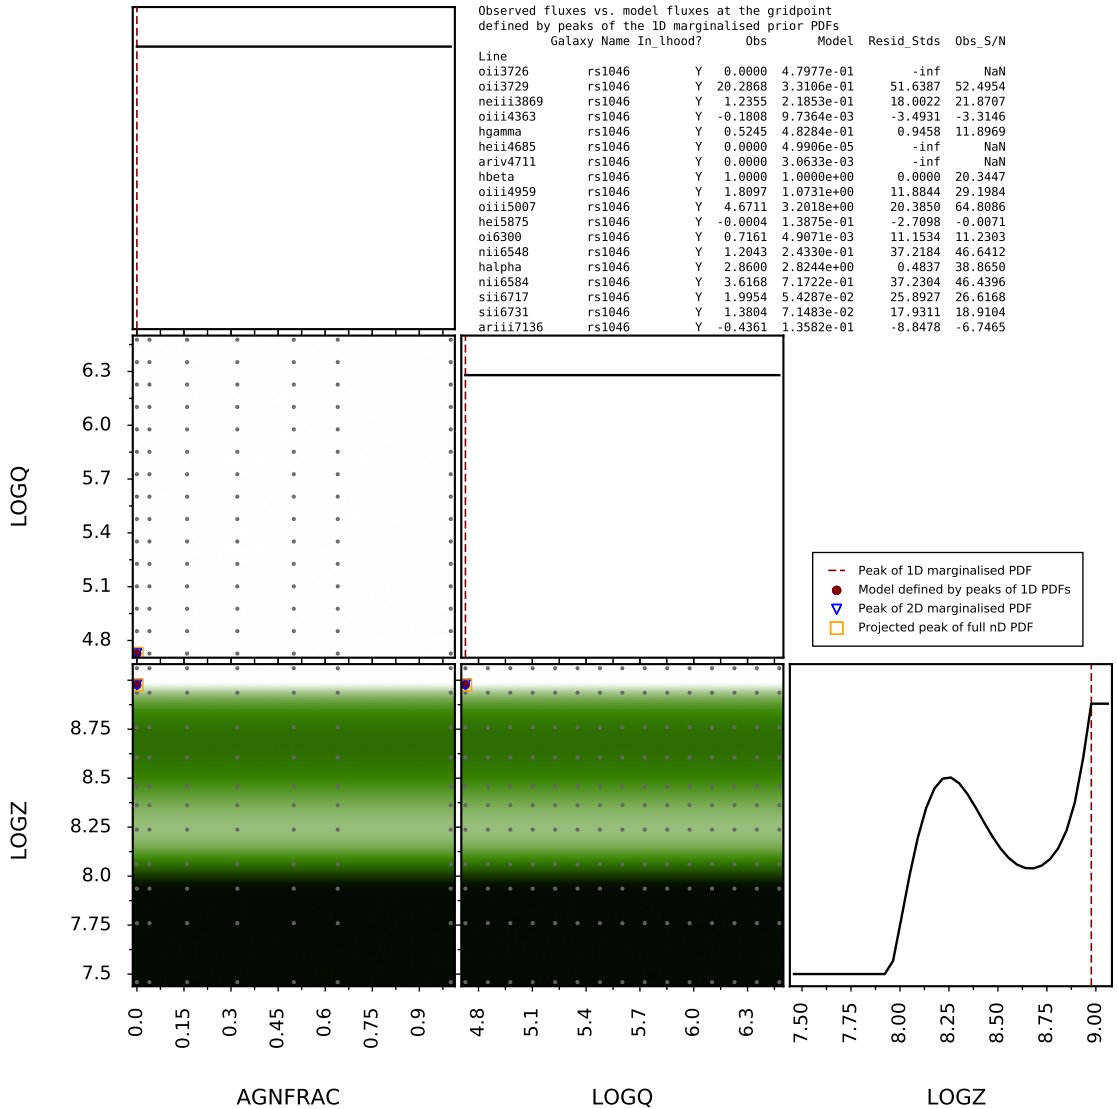 Observed fluxes vs. model fluxes at the gridpoint
defined by peaks of the 1D marginalised prior PDFs
Galaxy Name In_lhood? Obs Model Resid_Stds Obs_S/N
Line
oii3726 rs1046 Y 0.0000 4.7977e-01 -inf NaN
oii3729 rs1046 Y 20.2868 3.3106e-01 51.6387 52.4954
neiii3869 rs1046 Y 1.2355 2.1853e-01 18.0022 21.8707
oiii4363 rs1046 Y -0.1808 9.7364e-03 -3.4931 -3.3146
hgamma rs1046 Y 0.5245 4.8284e-01 0.9458 11.8969
heii4685 rs1046 Y 0.0000 4.9906e-05 -inf NaN
ariv4711 rs1046 Y 0.0000 3.0633e-03 -inf NaN
hbeta rs1046 Y 1.0000 1.0000e+00 0.0000 20.3447
oiii4959 rs1046 Y 1.8097 1.0731e+00 11.8844 29.1984
oiii5007 rs1046 Y 4.6711 3.2018e+00 20.3850 64.8086
hei5875 rs1046 Y -0.0004 1.3875e-01 -2.7098 -0.0071
oi6300 rs1046 Y 0.7161 4.9071e-03 11.1534 11.2303
nii6548 rs1046 Y 1.2043 2.4330e-01 37.2184 46.6412
halpha rs1046 Y 2.8600 2.8244e+00 0.4837 38.8650
nii6584 rs1046 Y 3.6168 7.1722e-01 37.2304 46.4396
sii6717 rs1046 Y 1.9954 5.4287e-02 25.8927 26.6168
sii6731 rs1046 Y 1.3804 7.1483e-02 17.9311 18.9104
ariii7136 rs1046 Y -0.4361 1.3582e-01 -8.8478 -6.7465
LOGQ
6.3
6.0
5.7
5.4
5.1
4.8
Peak of 1D marginalised PDF
Model defined by peaks of 1D PDFs
Peak of 2D marginalised PDF
Projected peak of full nD PDF
LOGZ
8.75
8.5
8.25
8.0
7.75
7.5
0.0 0.15 0.3 0.45 0.6 0.75 0.9
4.8 5.1 5.4 5.7 6.0 6.3
7.50 7.75 8.00 8.25 8.50 8.75 9.00
AGNFRAC LOGQ LOGZ